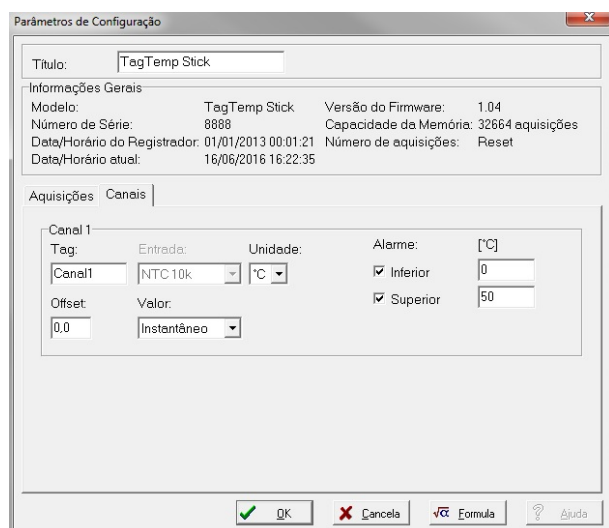 Parâmetros de Configuração
x
Título: TagTemp Stick
Informações Gerais
Modelo: TagTemp Stick Versão do Firmware: 1.04
Número de Série: 8888 Capacidade da Memória: 32664 aquisições
Data/Horário do Registrador: 01/01/2013 00:01:21 Número de aquisições: Reset
Data/Horário atual: 16/06/2016 16:22:35
Aquisições Canais
Canal 1
Tag: Entrada: Unidade: Alarme: [°C]
Canal1 NTC 10k °C Inferior 0
Superior 50
Offset: Valor:
0,0 Instantâneo
OK Cancela √α Formula ? Ajuda